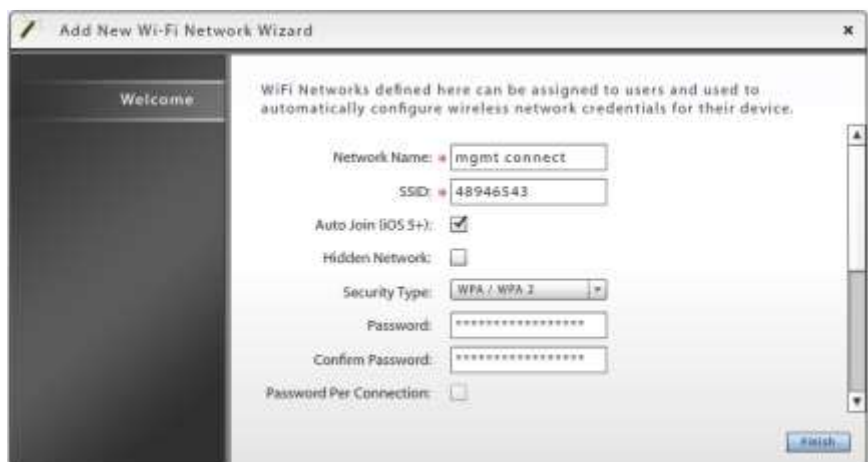 Add New Wi-Fi Network Wizard
Welcome
WiFi Networks defined here can be assigned to users and used to
automatically configure wireless network credentials for their device.
Network Name: * mgmt connect
SSID: * 48946543
Auto Join (iOS 5+):
Hidden Network:
Security Type: WPA / WPA 2
Password: *****************
Confirm Password: *****************
Password Per Connection:
Finish